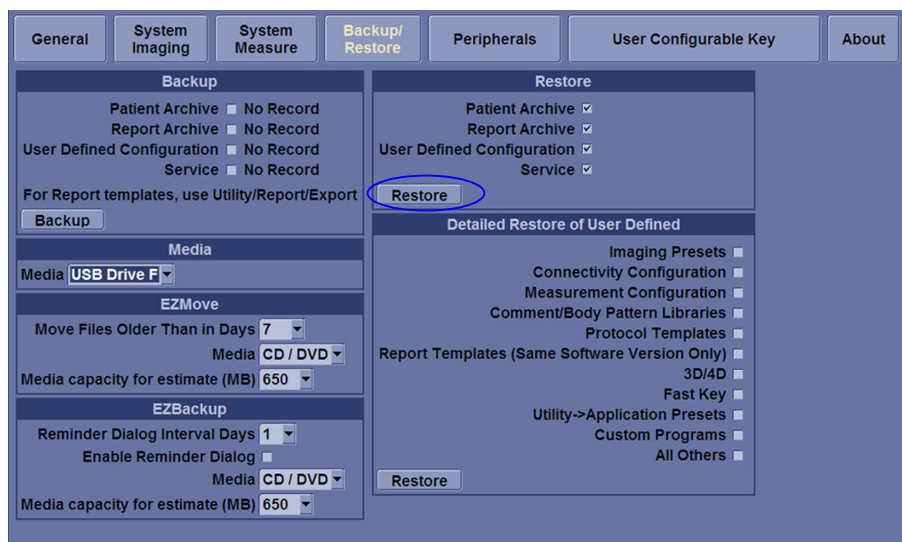 General
System
Imaging
System
Measure
Backup/
Restore
Peripherals
User Configurable Key
About
Backup
Patient Archive No Record
Report Archive No Record
User Defined Configuration No Record
Service No Record
For Report templates, use Utility/Report/Export
Backup
Media
Media USB Drive F
EZMove
Move Files Older Than in Days 7
Media CD / DVD
Media capacity for estimate (MB) 650
EZBackup
Reminder Dialog Interval Days 1
Enable Reminder Dialog
Media CD / DVD
Media capacity for estimate (MB) 650
Restore
Patient Archive
Report Archive
User Defined Configuration
Service
Restore
Detailed Restore of User Defined
Imaging Presets
Connectivity Configuration
Measurement Configuration
Comment/Body Pattern Libraries
Protocol Templates
Report Templates (Same Software Version Only)
3D/4D
Fast Key
Utility->Application Presets
Custom Programs
All Others
Restore